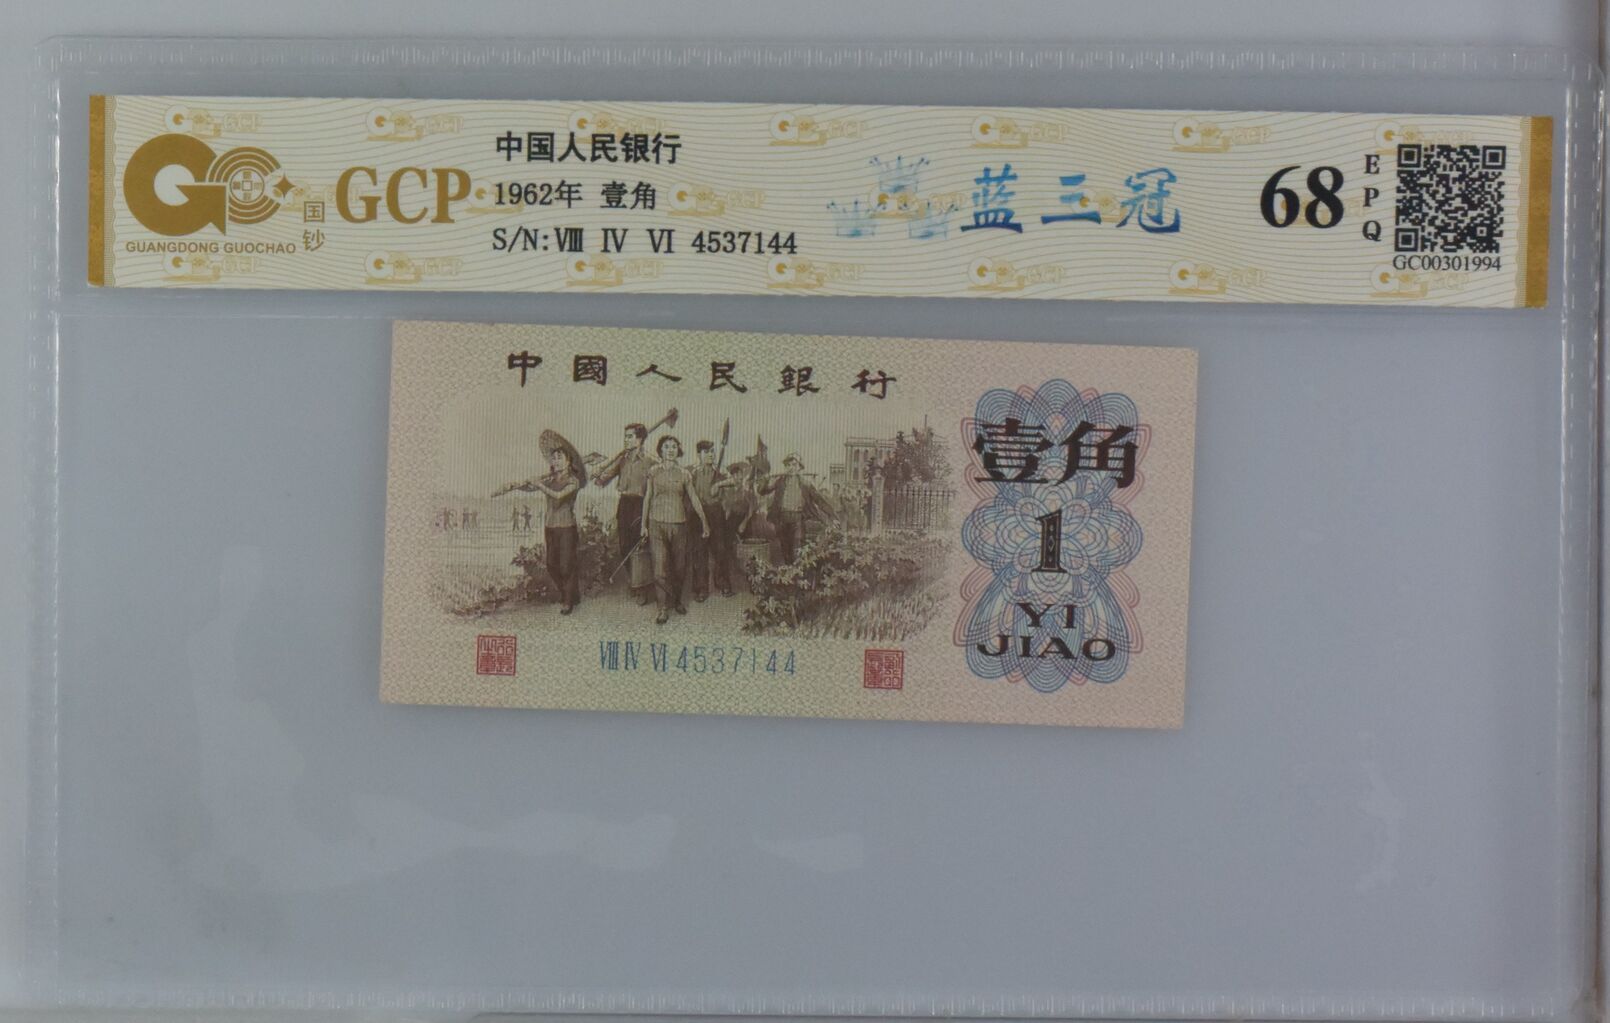 GUANGDONG GUOCHAO
国钞
GCP
中国人民银行
1962年 壹角
S/N:Ⅷ Ⅳ Ⅵ 4537144
蓝三冠
68
EPQ
GC00301994
中國人民銀行
壹角
1
YI
JIAO
Ⅷ Ⅳ Ⅵ 4537144